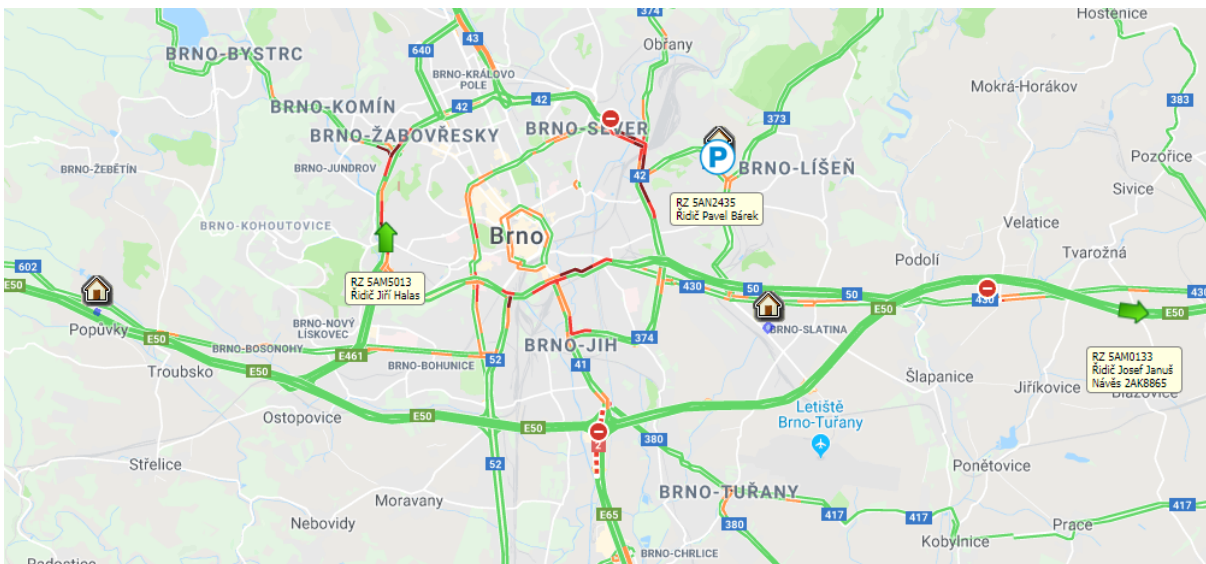 Hostěnice
374
43
Obřany
BRNO-BYSTRC
640
BRNO-KRÁLOVO
POLE
Mokrá-Horákov
383
42
42
BRNO-KOMÍN
42
373
BRNO-ŽABOVŘESKY
BRNO-SEVER
P
Pozořice
BRNO-JUNDROV
BRNO-ŽEBĚTÍN
42
BRNO-LÍŠEŇ
Sivice
RZ 5AN2435
Řidič Pavel Bárek
BRNO-KOHOUTOVICE
Brno
Velatice
Tvarožná
Podolí
602
E50
RZ 5AM5013
Řidič Jiří Halas
430
50
50
430
430
E50
E50
Popůvky
BRNO-NOVÝ
LÍSKOVEC
BRNO-SLATINA
E50
BRNO-BOSONOHY
E461
BRNO-JIH
374
52
41
BRNO-BOHUNICE
RZ 5AM0133
Řidič Josef Januš
Návěs 2AK8865
Troubsko
E50
Šlapanice
Jiříkovice
Blažovice
Ostopovice
E50
E50
Letiště
Brno-Tuřany
2
380
Střelice
52
Ponětovice
Moravany
BRNO-TUŘANY
E65
417
417
417
Nebovidy
380
Prace
Kobylnice
BRNO-CHRLICE